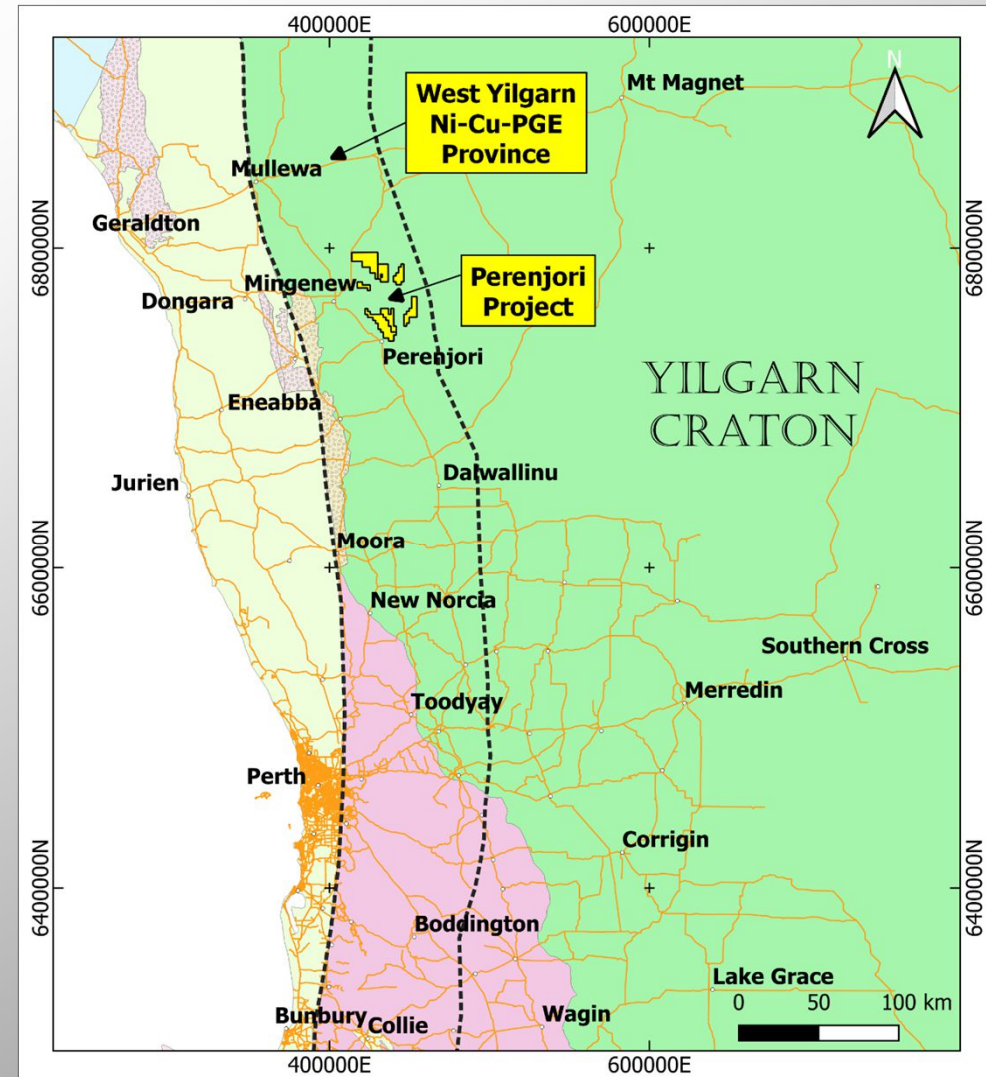 400000E
600000E
N
Mt Magnet
West Yilgarn
Ni-Cu-PGE
Province
Mullewa
Geraldton
6800000N
6800000N
Mingenew
Dongara
Perenjori
Project
Perenjori
YILGARN
CRATON
Eneabba
Jurien
Dalwallinu
Moora
6600000N
6600000N
New Norcia
Southern Cross
Toodyay
Merredin
Perth
Corrigin
6400000N
6400000N
Boddington
Lake Grace
0 50 100 km
Bunbury
Collie
Wagin
400000E
600000E